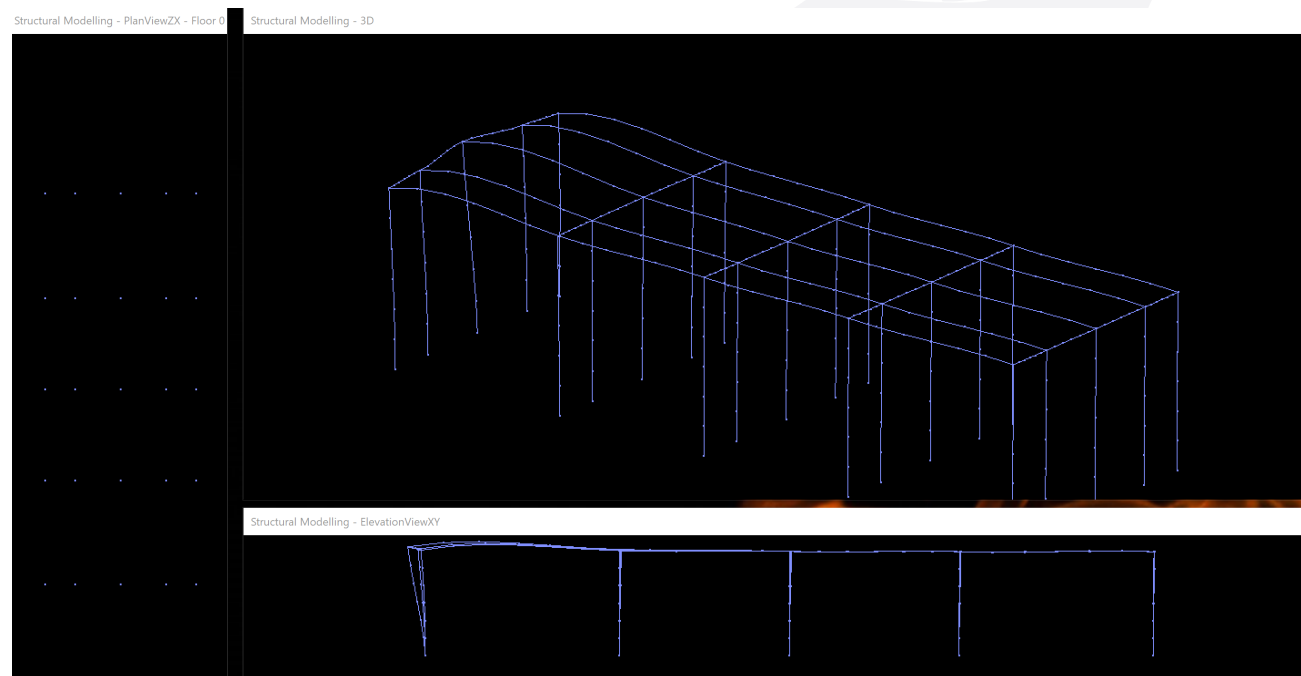 Structural Modelling - PlanViewZX - Floor 0
Structural Modelling - 3D
Structural Modelling - ElevationViewXY